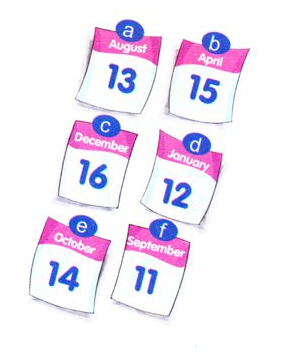 a
August
13
b
April
15
c
December
16
d
January
12
e
October
14
f
September
11